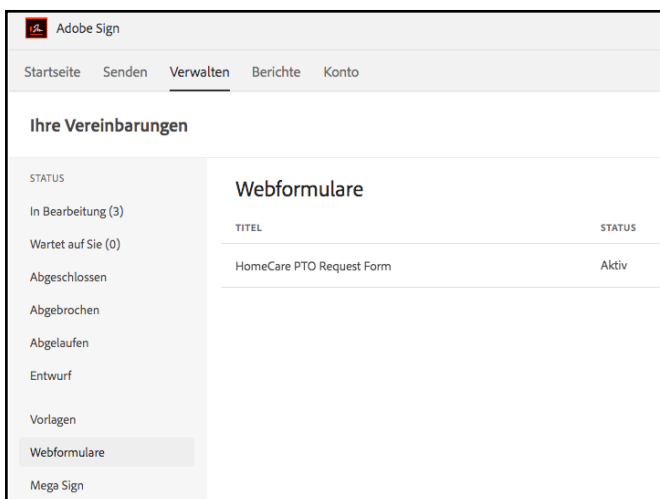 Adobe Sign
Startseite Senden Verwalten Berichte Konto
Ihre Vereinbarungen
STATUS
In Bearbeitung (3)
Wartet auf Sie (0)
Abgeschlossen
Abgebrochen
Abgelaufen
Entwurf
Vorlagen
Webformulare
Mega Sign
Webformulare
TITEL STATUS
HomeCare PTO Request Form Aktiv